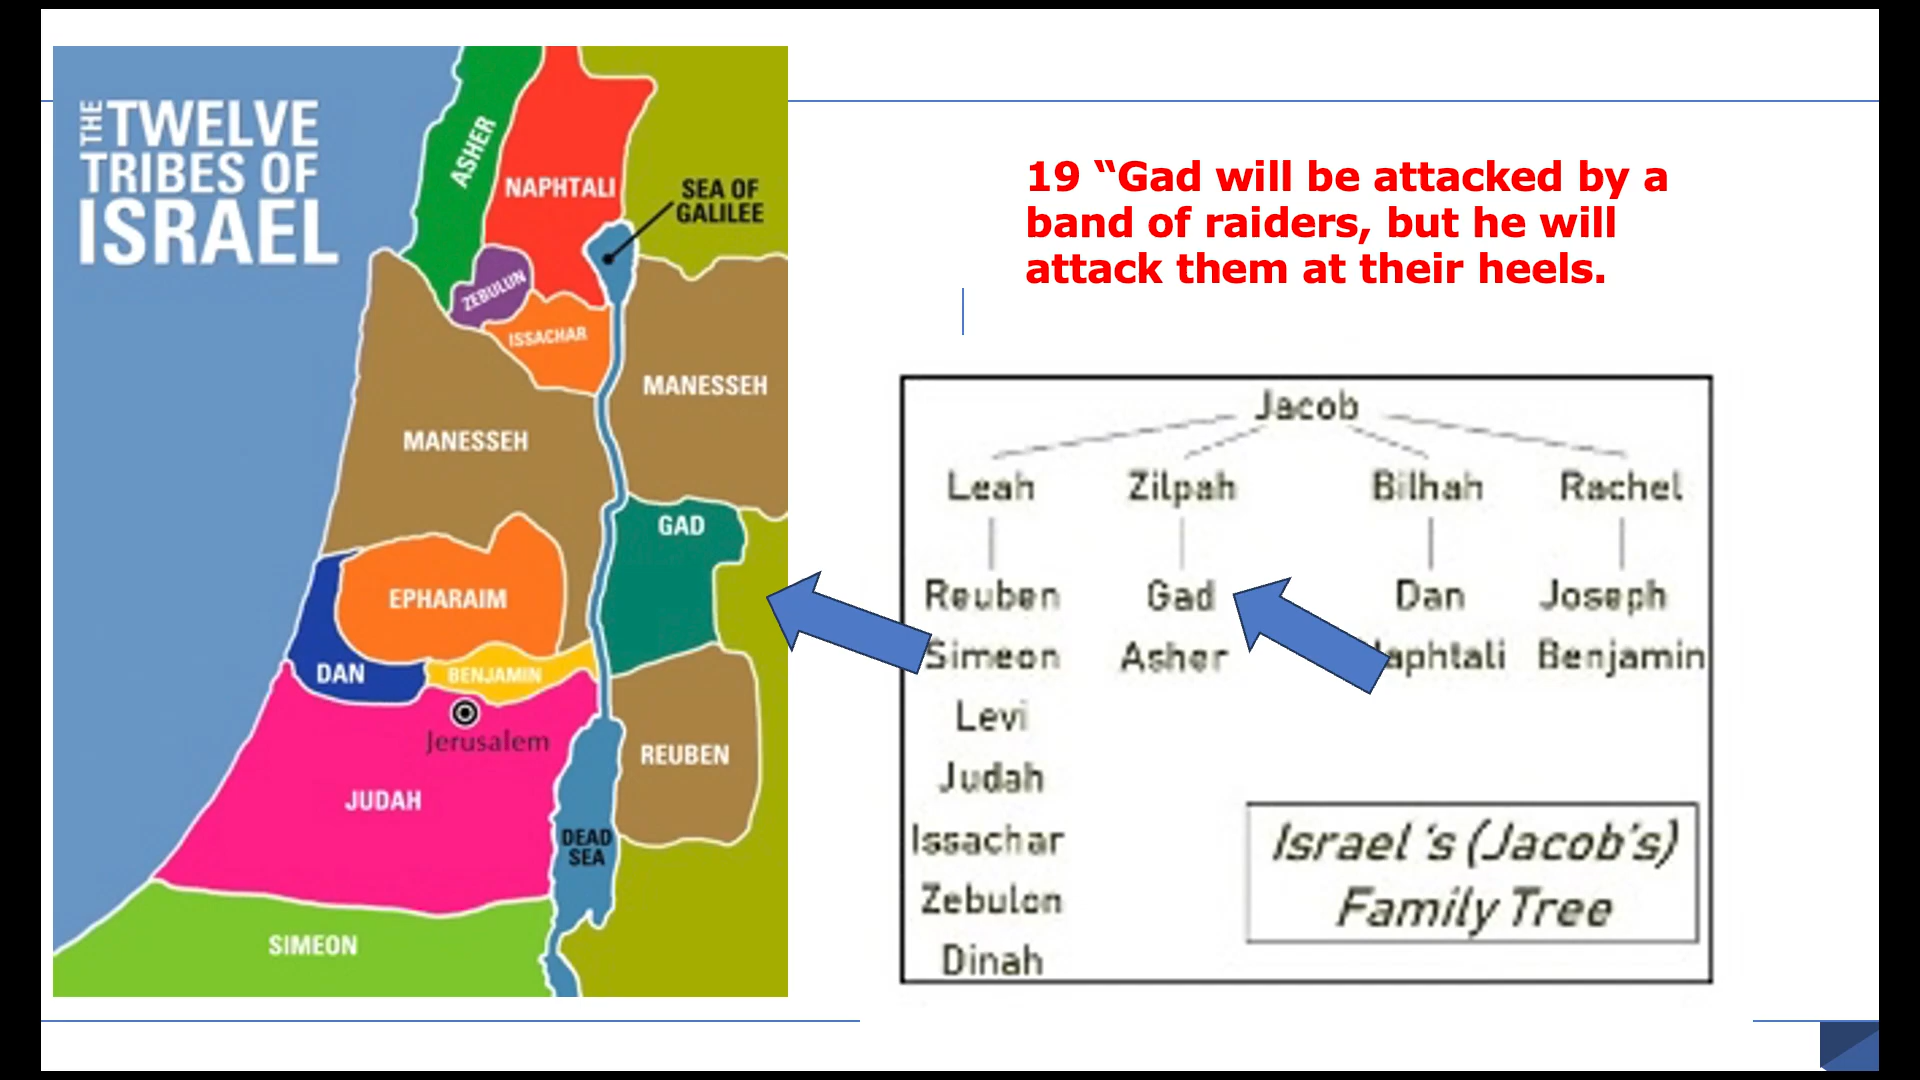 THE TWELVE
TRIBES OF
ISRAEL
ASHER
NAPHTALI
SEA OF
GALILEE
ZEBULUN
ISSACHAR
MANESSEH
MANESSEH
GAD
EPHARAIM
DAN
BENJAMIN
Jerusalem
REUBEN
JUDAH
DEAD
SEA
SIMEON
19 “Gad will be attacked by a
band of raiders, but he will
attack them at their heels.
Jacob
Leah Zilpah Bilhah Rachel
Reuben Gad Dan Joseph
Simeon Asher aphtali Benjamin
Levi
Judah
Issachar
Zebulon
Dinah
Israel ‘s (Jacob’s)
Family Tree